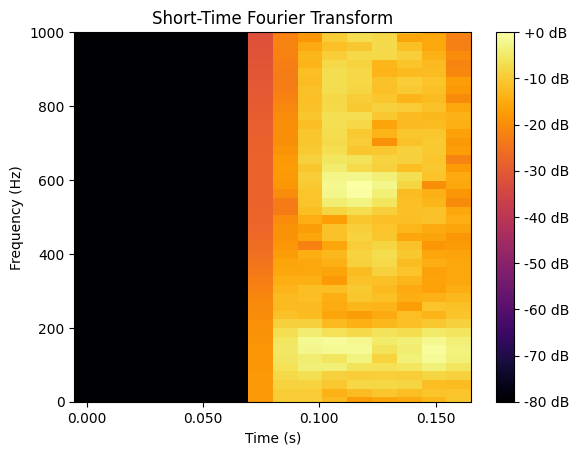 Short-Time Fourier Transform
1000
800
600
400
200
0
Frequency (Hz)
0.000
0.050
0.100
0.150
Time (s)
+0 dB
-10 dB
-20 dB
-30 dB
-40 dB
-50 dB
-60 dB
-70 dB
-80 dB